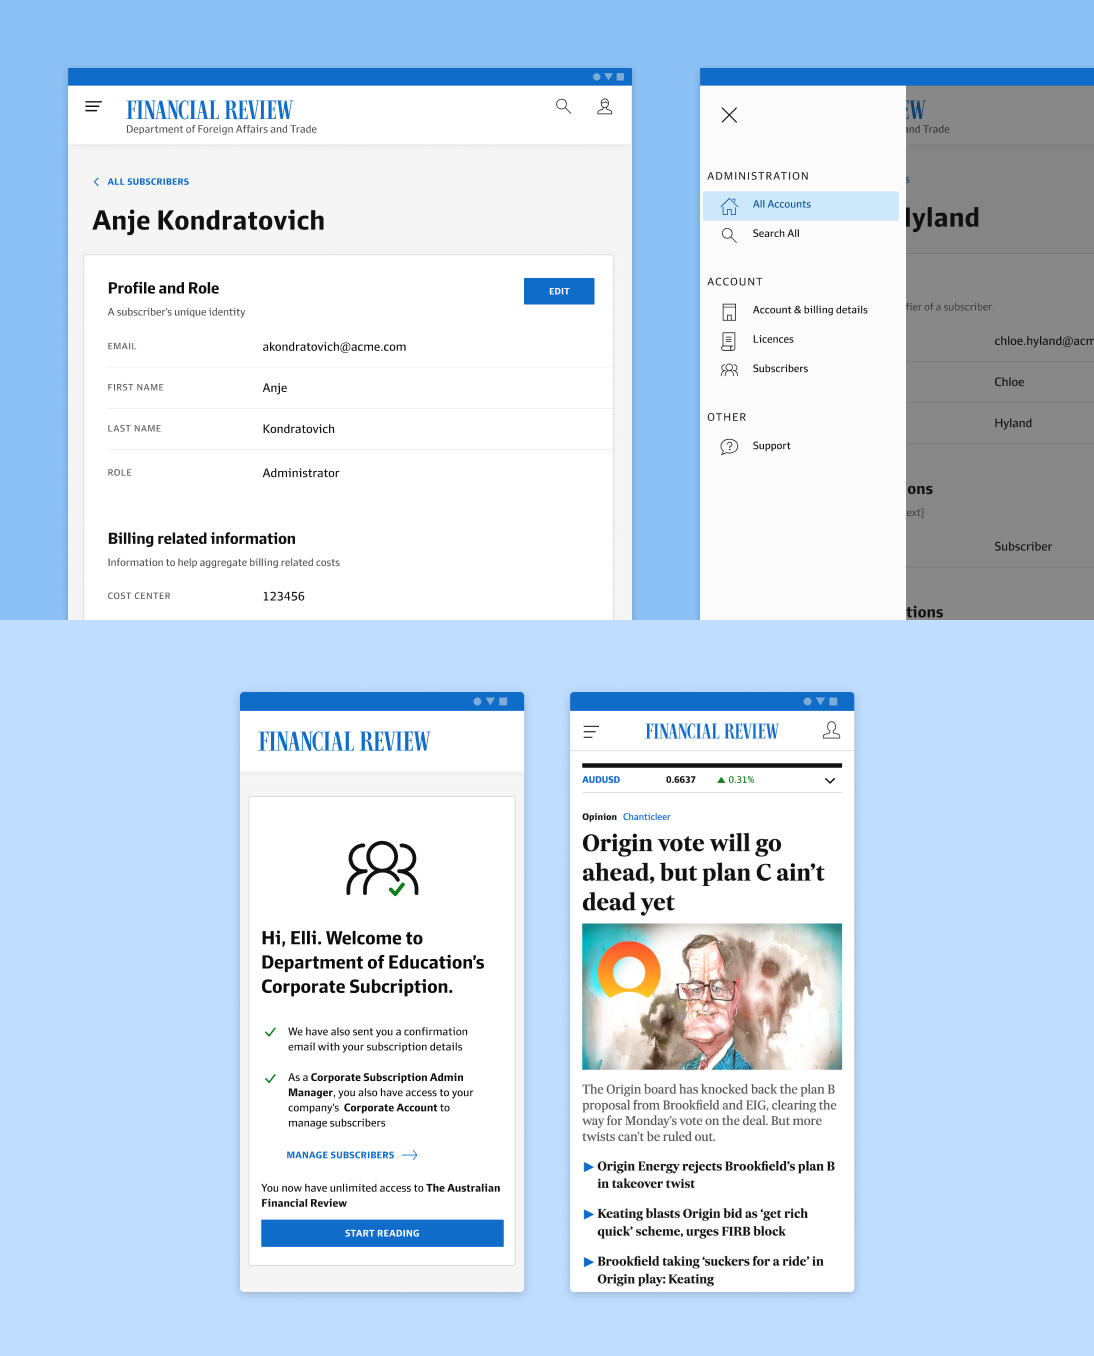 FINANCIAL REVIEW
Department of Foreign Affairs and Trade
ALL SUBSCRIBERS
Anje Kondratovich
Profile and Role
EDIT
A subscriber's unique identity
EMAIL akondratovich@acme.com
FIRST NAME Anje
LAST NAME Kondratovich
ROLE Administrator
Billing related information
Information to help aggregate billing related costs
COST CENTER 123456
ADMINISTRATION
All Accounts
Search All
ACCOUNT
Account & billing details
Licences
Subscribers
OTHER
Support
W
nd Trade
s
lyland
fier of a subscriber.
chloe.hyland@acm
Chloe
Hyland
ons
ext]
Subscriber
tions
FINANCIAL REVIEW
Hi, Elli. Welcome to
Department of Education's
Corporate Subcription.
We have also sent you a confirmation
email with your subscription details
As a Corporate Subscription Admin
Manager, you also have access to your
company's Corporate Account to
manage subscribers
MANAGE SUBSCRIBERS
You now have unlimited access to The Australian
Financial Review
START READING
FINANCIAL REVIEW
AUDUSD 0.6637 0.31%
Opinion Chanticleer
Origin vote will go
ahead, but plan C ain't
dead yet
The Origin board has knocked back the plan B
proposal from Brookfield and EIG, clearing the
way for Monday's vote on the deal. But more
twists can't be ruled out.
Origin Energy rejects Brookfield's plan B
in takeover twist
Keating blasts Origin bid as 'get rich
quick' scheme, urges FIRB block
Brookfield taking 'suckers for a ride' in
Origin play: Keating